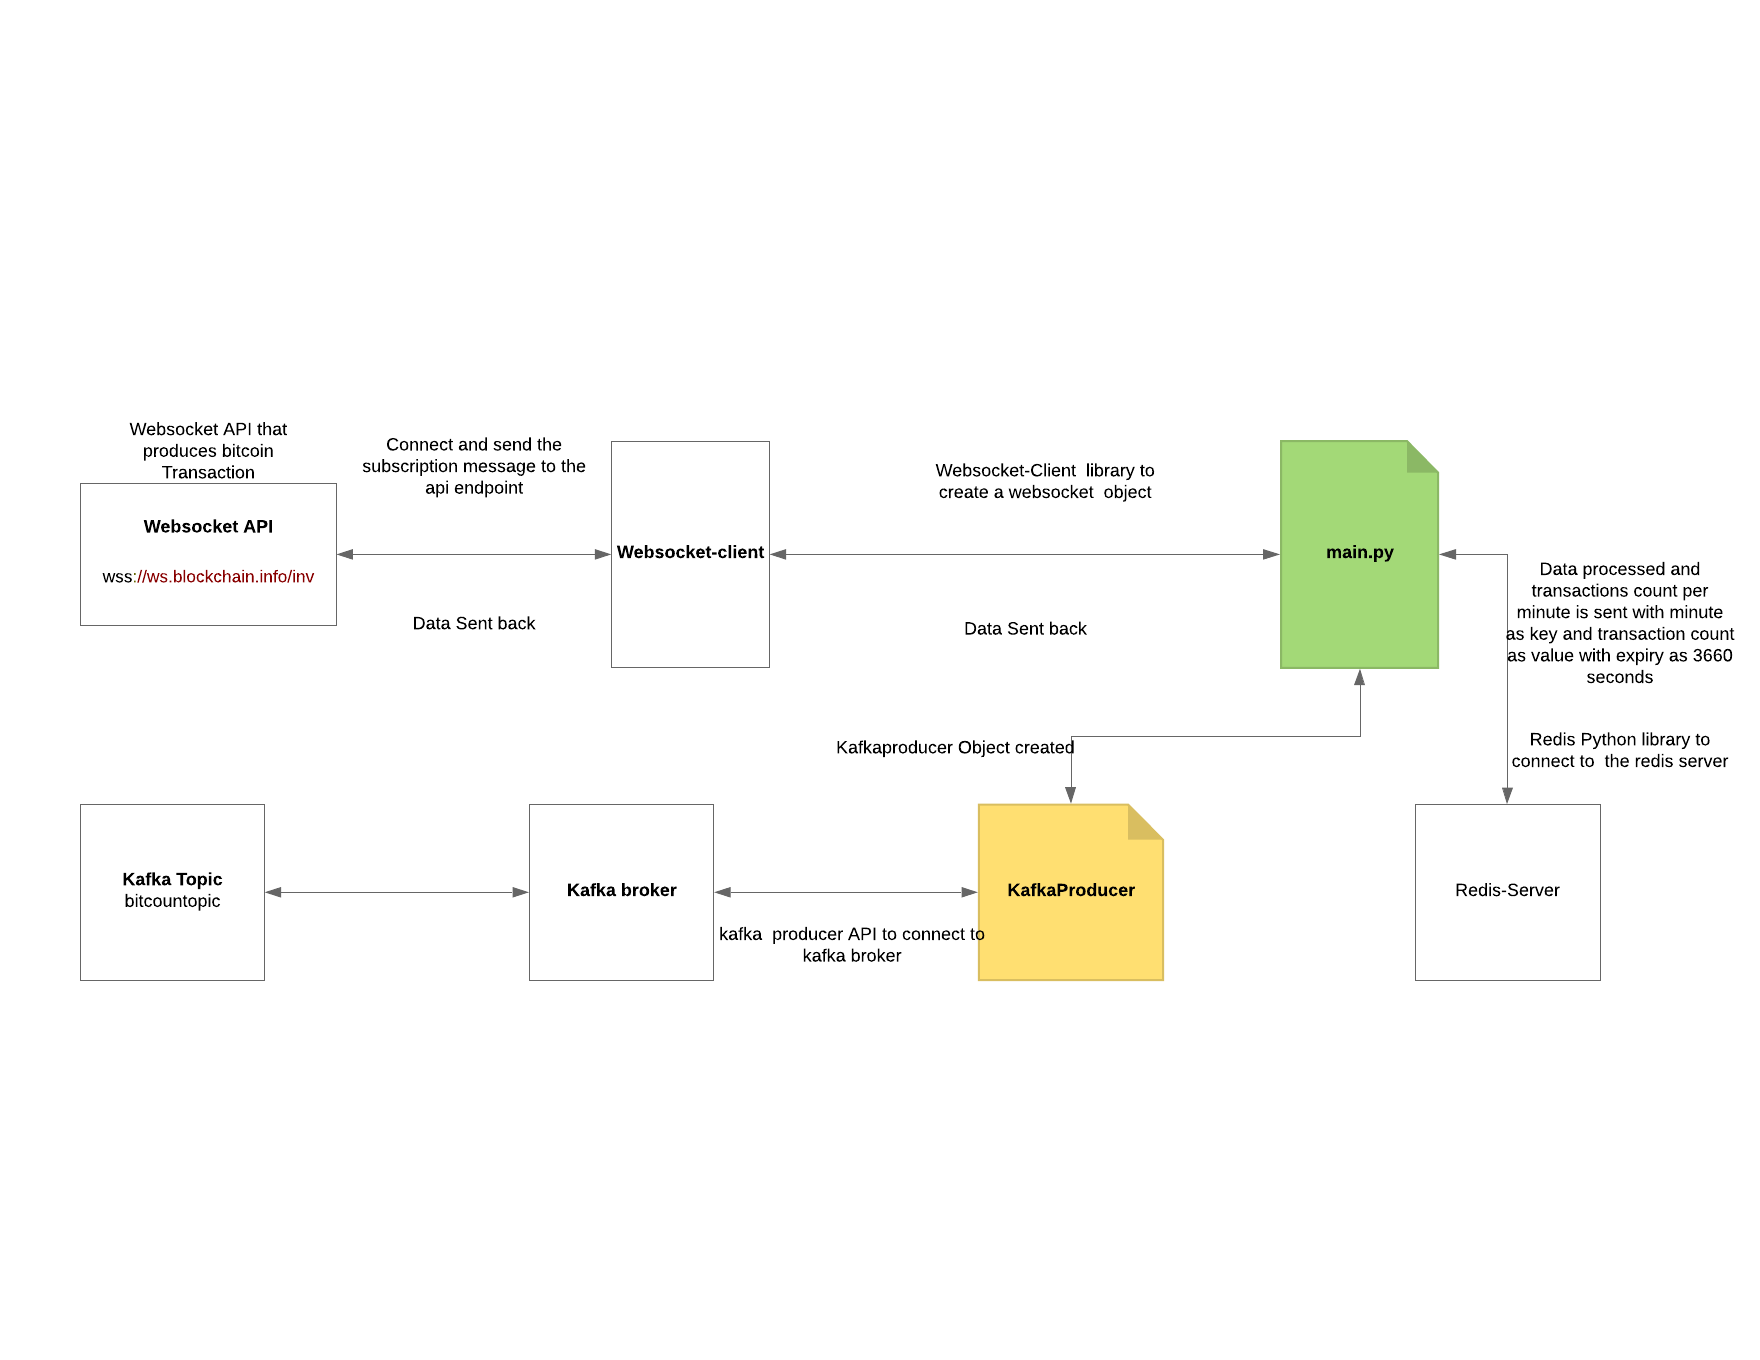 Websocket API that
produces bitcoin
Transaction
Websocket API
wss://ws.blockchain.info/inv
Connect and send the
subscription message to the
api endpoint
Data Sent back
Websocket-client
Websocket-Client  library to
create a websocket  object
Data Sent back
main.py
Data processed and
transactions count per
minute is sent with minute
as key and transaction count
as value with expiry as 3660
seconds
Redis Python library to
connect to  the redis server
Kafkaproducer Object created
Kafka Topic
bitcountopic
Kafka broker
kafka  producer API to connect to
kafka broker
KafkaProducer
Redis-Server